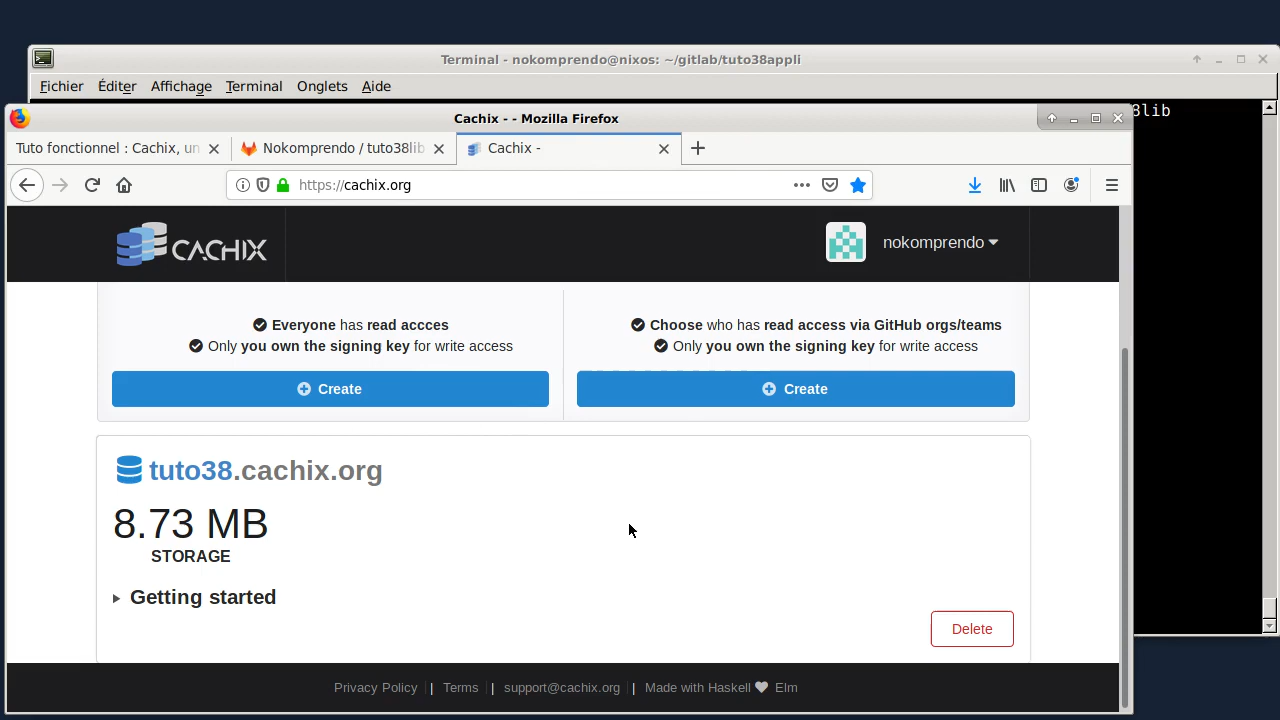 Terminal - nokomprendo@nixos: ~/gitlab/tuto38appli
Fichier Éditer Affichage Terminal Onglets Aide
8lib
Cachix - - Mozilla Firefox
Tuto fonctionnel : Cachix, un
Nokomprendo / tuto38lib
Cachix -
https://cachix.org
CACHIX
nokomprendo
Everyone has read accces
Only you own the signing key for write access
Create
Choose who has read access via GitHub orgs/teams
Only you own the signing key for write access
Create
tuto38.cachix.org
8.73 MB
STORAGE
Getting started
Delete
Privacy Policy | Terms | support@cachix.org | Made with Haskell Elm